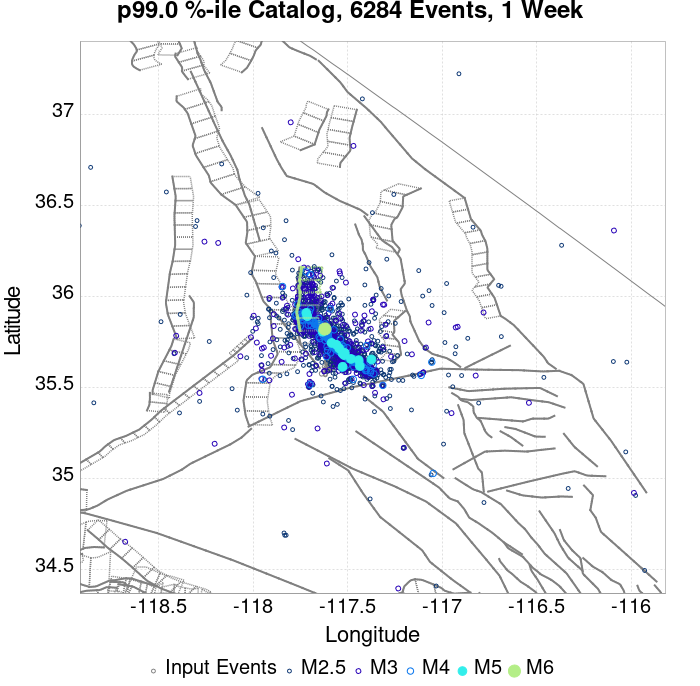 p99.0 %-ile Catalog, 6284 Events, 1 Week
37
36.5
36
35.5
35
34.5
Latitude
-118.5 -118 -117.5 -117 -116.5 -116
Longitude
Input Events M2.5 M3 M4 M5 M6